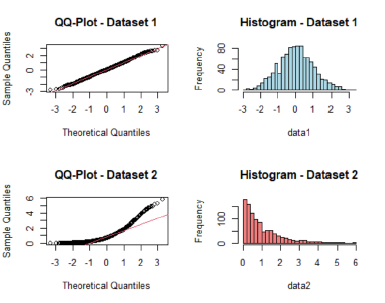 QQ-Plot - Dataset 1
Sample Quantiles
-3 0 2
-3 -2 -1 0 1 2 3
Theoretical Quantiles
Histogram - Dataset 1
Frequency
0 40 80
-3 -2 -1 0 1 2 3
data1
QQ-Plot - Dataset 2
Sample Quantiles
0 2 4 6
-3 -2 -1 0 1 2 3
Theoretical Quantiles
Histogram - Dataset 2
Frequency
0 100
0 1 2 3 4 5 6
data2